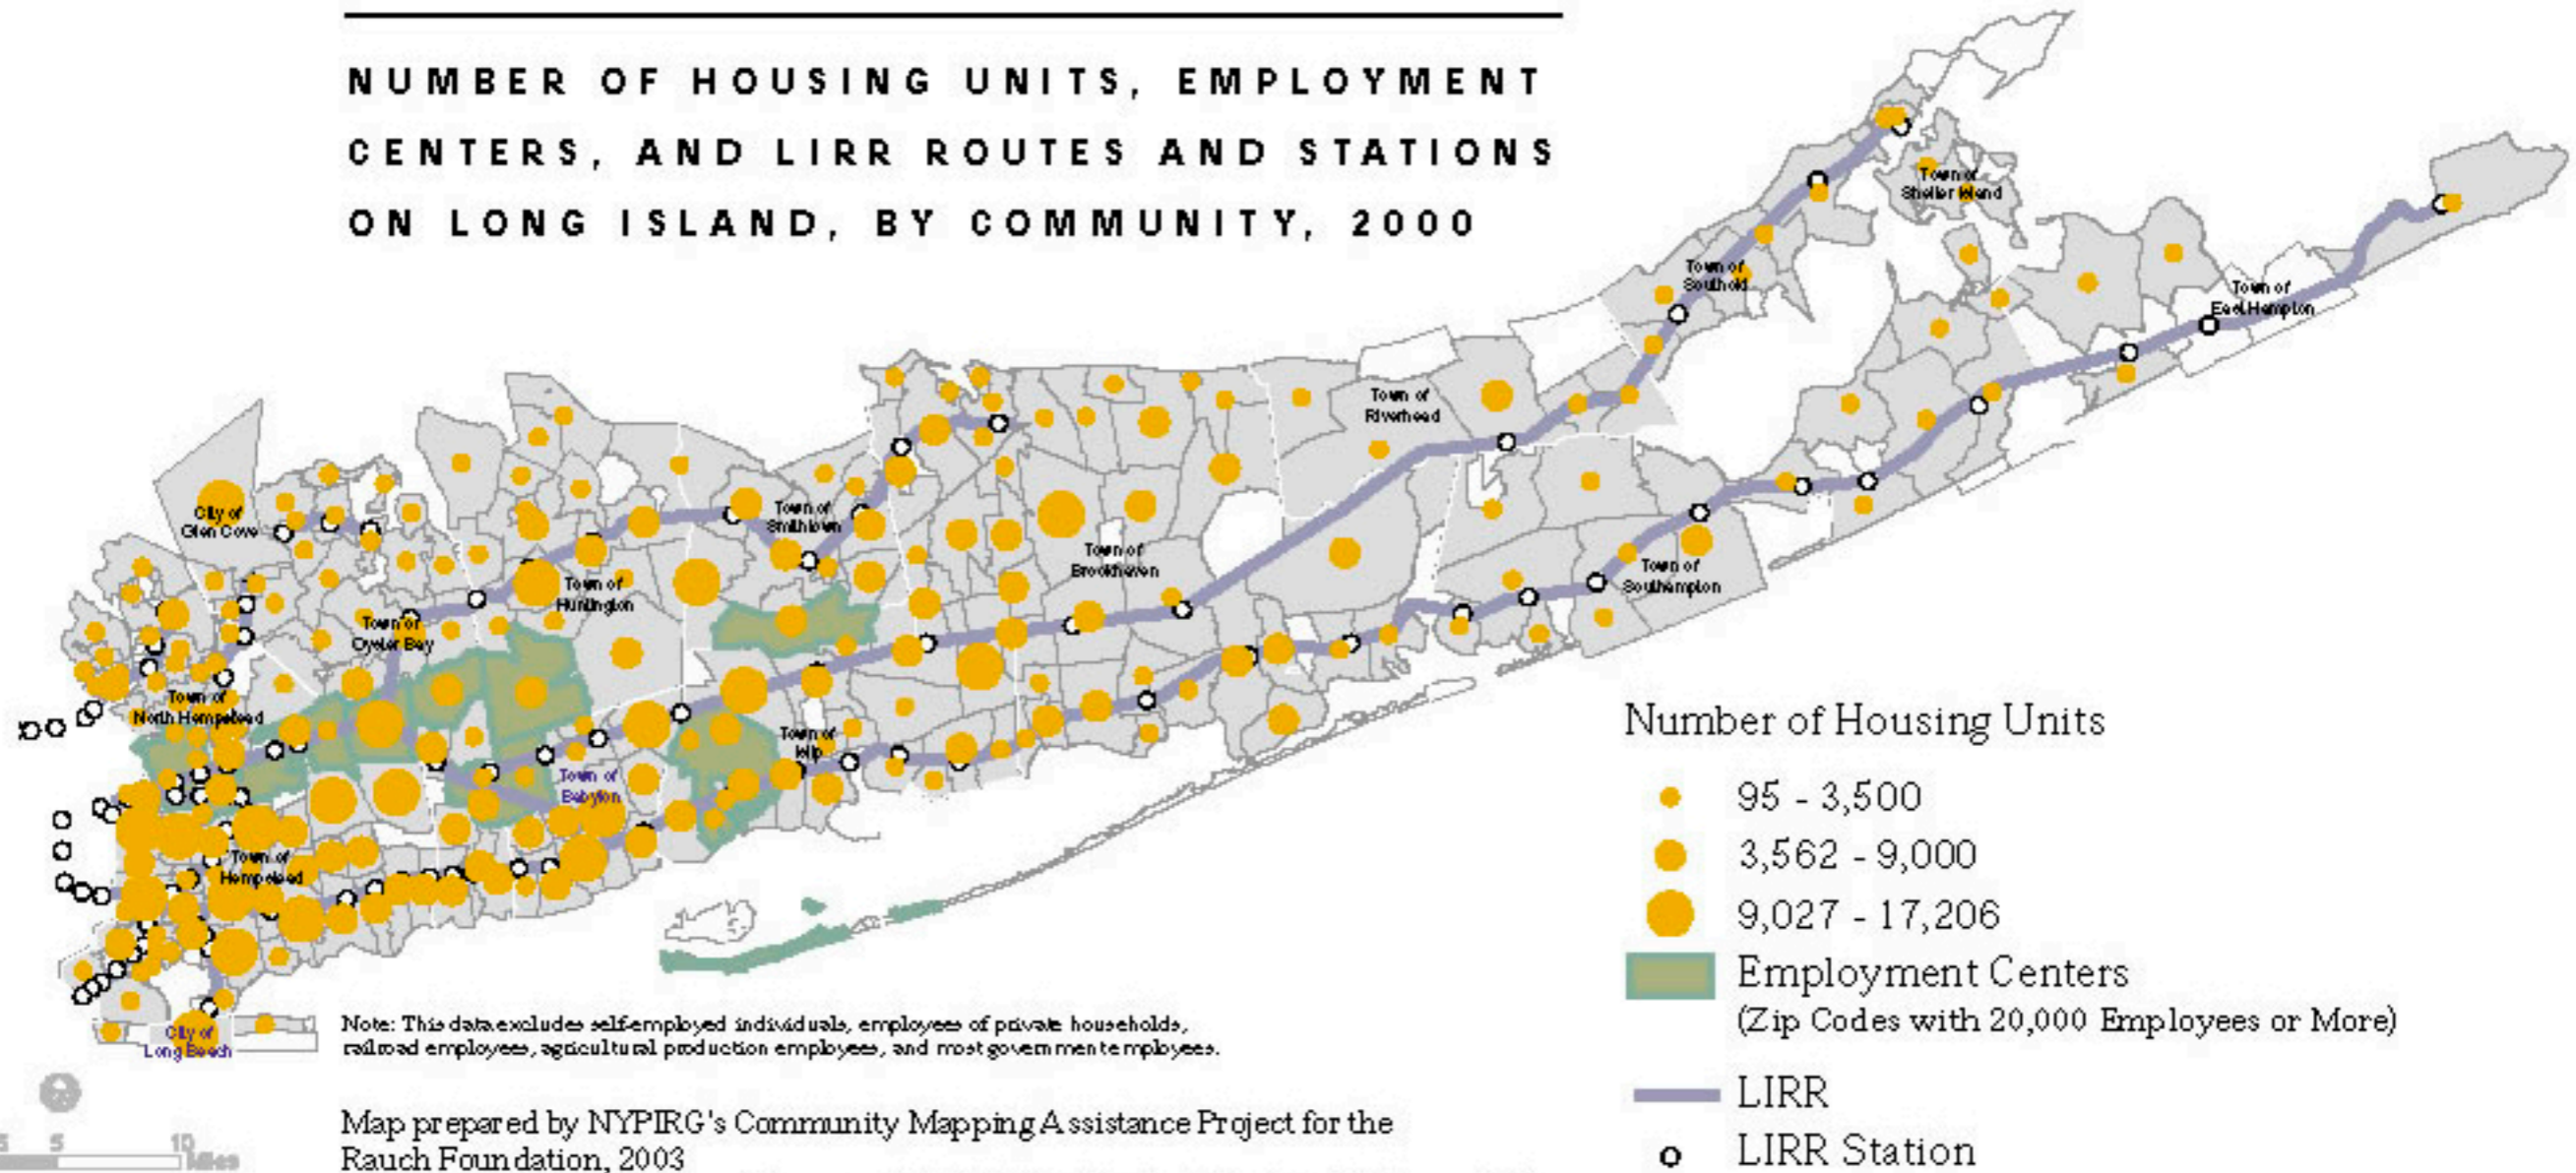 NUMBER OF HOUSING UNITS, EMPLOYMENT
CENTERS, AND LIRR ROUTES AND STATIONS
ON LONG ISLAND, BY COMMUNITY, 2000
Town of
Shelter Island
Town of
Southold
Town of
East Hampton
Town of
Riverhead
City of
Glen Cove
Town of
Smithtown
Town of
Brookhaven
Town of
Southampton
Town of
Huntington
Town of
Oyster Bay
Town of
North Hempstead
Town of
Islip
Town of
Babylon
Town of
Hempstead
City of
Long Beach
Number of Housing Units
95 - 3,500
3,562 - 9,000
9,027 - 17,206
Employment Centers
(Zip Codes with 20,000 Employees or More)
LIRR
LIRR Station
Note: This data excludes self-employed individuals, employees of private households,
railroad employees, agricultural production employees, and most government employees.
Map prepared by NYPIRG's Community Mapping Assistance Project for the
Rauch Foundation, 2003
5 5 10
Miles